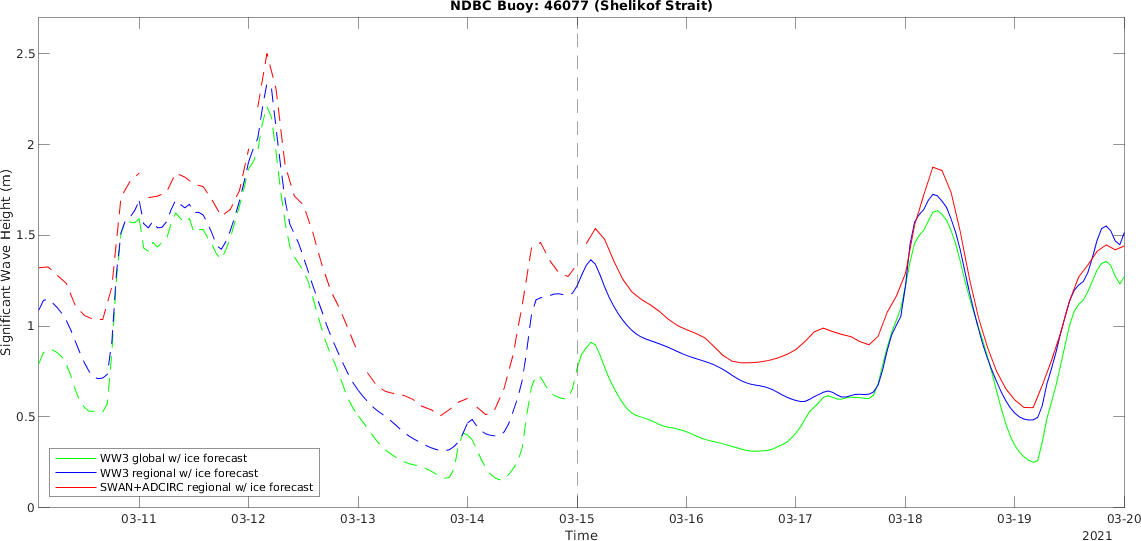 NDBC Buoy: 46077 (Shelikof Strait)
Significant Wave Height (m)
2.5
2
1.5
1
0.5
0
WW3 global w/ ice forecast
WW3 regional w/ ice forecast
SWAN+ADCIRC regional w/ ice forecast
03-11 03-12 03-13 03-14 03-15 03-16 03-17 03-18 03-19 03-20
Time
2021